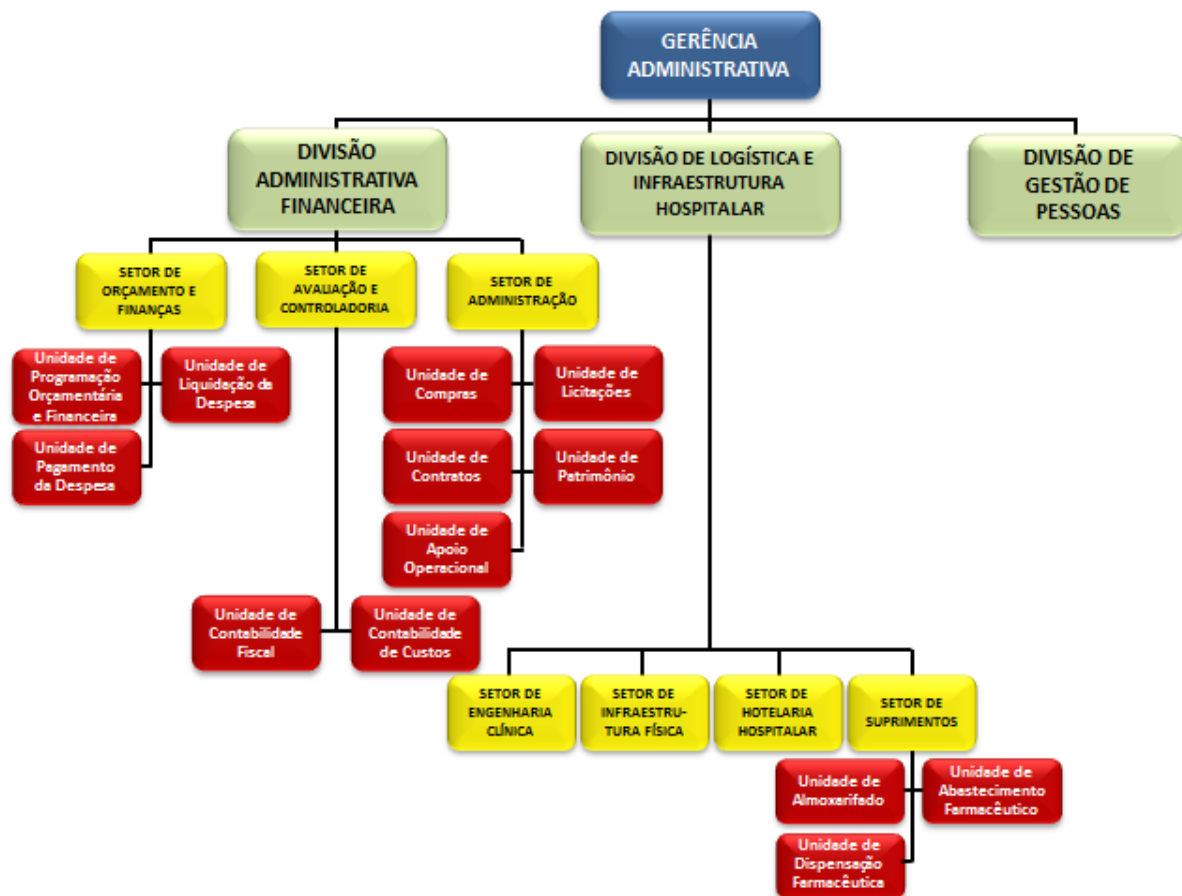 GERÊNCIA
ADMINISTRATIVA
DIVISÃO
ADMINISTRATIVA
FINANCEIRA
DIVISÃO DE LOGÍSTICA E
INFRAESTRUTURA
HOSPITALAR
DIVISÃO DE
GESTÃO DE
PESSOAS
SETOR DE
ORÇAMENTO E
FINANÇAS
SETOR DE
AVALIAÇÃO E
CONTROLADORIA
SETOR DE
ADMINISTRAÇÃO
Unidade de
Programação
Orçamentária
e Financeira
Unidade de
Liquidação da
Despesa
Unidade de
Pagamento
da Despesa
Unidade de
Compras
Unidade de
Licitações
Unidade de
Contratos
Unidade de
Patrimônio
Unidade de
Apoio
Operacional
Unidade de
Contabilidade
Fiscal
Unidade de
Contabilidade
de Custos
SETOR DE
ENGENHARIA
CLÍNICA
SETOR DE
INFRAESTRU-
TURA FÍSICA
SETOR DE
HOTELARIA
HOSPITALAR
SETOR DE
SUPRIMENTOS
Unidade de
Almoxarifado
Unidade de
Abastecimento
Farmacêutico
Unidade de
Dispensação
Farmacêutica